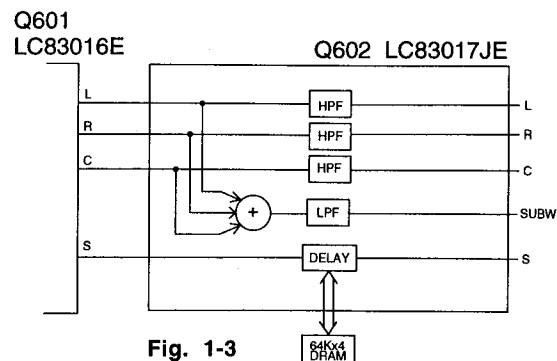 Q601
LC83016E
Q602 LC83017JE
L
HPF
L
R
HPF
R
C
HPF
C
+
LPF
SUBW
S
DELAY
S
Fig. 1-3
64Kx4
DRAM